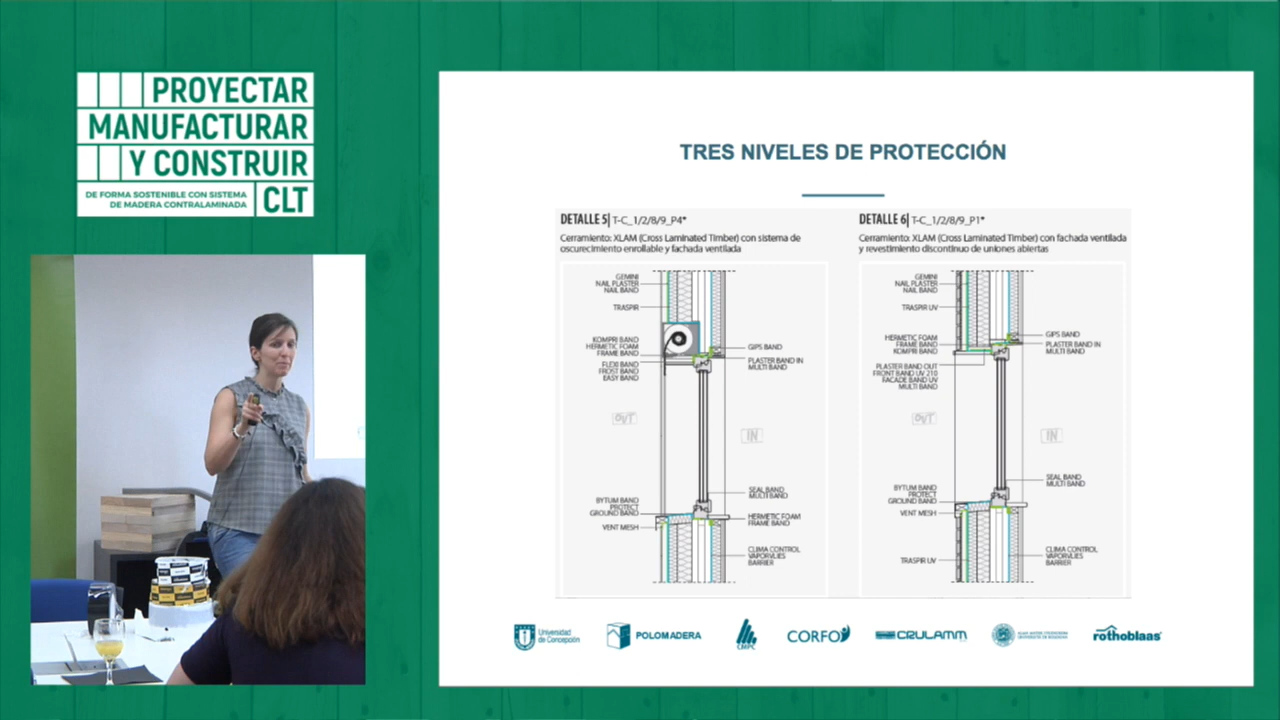 PROYECTAR
MANUFACTURAR
Y CONSTRUIR
DE FORMA SOSTENIBLE CON SISTEMA
DE MADERA CONTRALAMINADA
CLT
TRES NIVELES DE PROTECCIÓN
DETALLE 5| T-C_1/2/8/9_P4*
Cerramiento: XLAM (Cross Laminated Timber) con sistema de
oscurecimiento enrollable y fachada ventilada
GEMINI
NAIL PLASTER
NAIL BAND
TRASPIR
KOMPRI BAND
HERMETIC FOAM
FRAME BAND
FLEXI BAND
FROST BAND
EASY BAND
GIPS BAND
PLASTER BAND IN
MULTI BAND
OUT
IN
BYTUM BAND
PROTECT
GROUND BAND
VENT MESH
SEAL BAND
MULTI BAND
HERMETIC FOAM
FRAME BAND
CLIMA CONTROL
VAPORVLIES
BARRIER
DETALLE 6| T-C_1/2/8/9_P1*
Cerramiento: XLAM (Cross Laminated Timber) con fachada ventilada
y revestimiento discontinuo de uniones abiertas
GEMINI
NAIL PLASTER
NAIL BAND
TRASPIR UV
HERMETIC FOAM
FRAME BAND
KOMPRI BAND
PLASTER BAND OUT
FRONT BAND UV 210
FACADE BAND UV
MULTI BAND
GIPS BAND
PLASTER BAND IN
MULTI BAND
OUT
IN
BYTUM BAND
PROTECT
GROUND BAND
VENT MESH
TRASPIR UV
SEAL BAND
MULTI BAND
CLIMA CONTROL
VAPORVLIES
BARRIER
Universidad
de Concepción
POLOMADERA
CMPC
CORFO
CRULAMM
rothoblaas